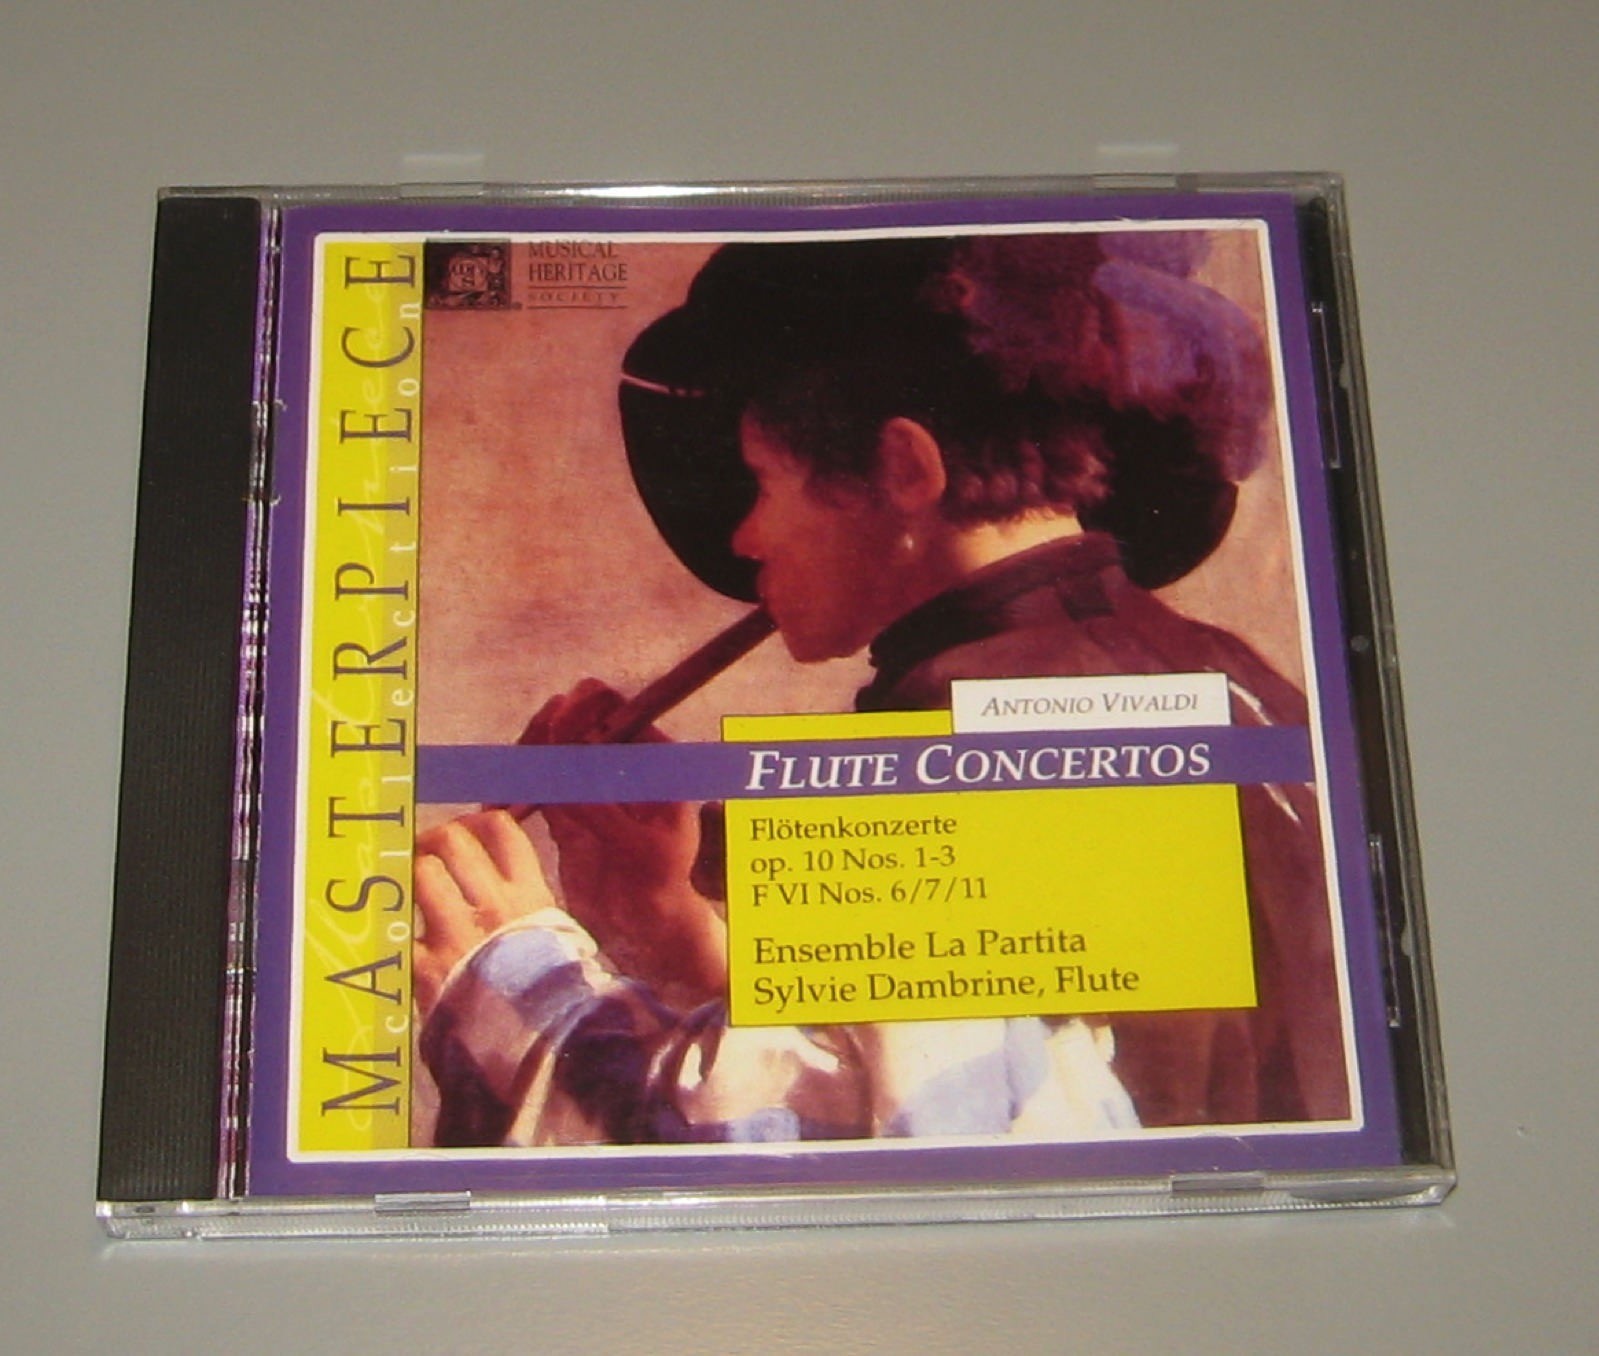 MASTERPIECE
Collection
MUSICAL
HERITAGE
SOCIETY
ANTONIO VIVALDI
FLUTE CONCERTOS
Flötenkonzerte
op. 10 Nos. 1-3
F VI Nos. 6/7/11
Ensemble La Partita
Sylvie Dambrine, Flute